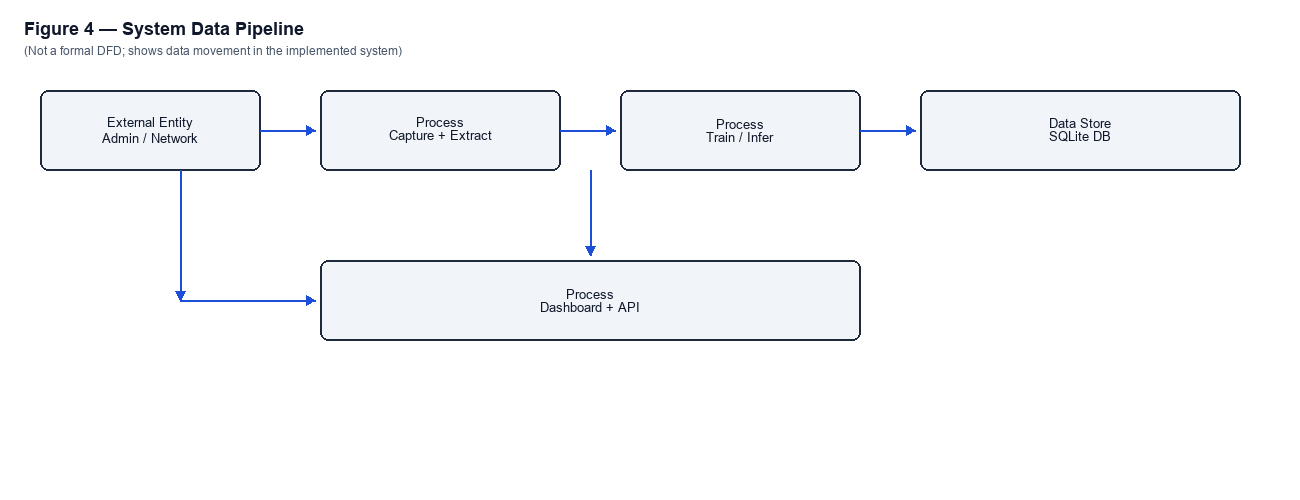 Figure 4 — System Data Pipeline
(Not a formal DFD; shows data movement in the implemented system)
External Entity
Admin / Network
Process
Capture + Extract
Process
Train / Infer
Data Store
SQLite DB
Process
Dashboard + API